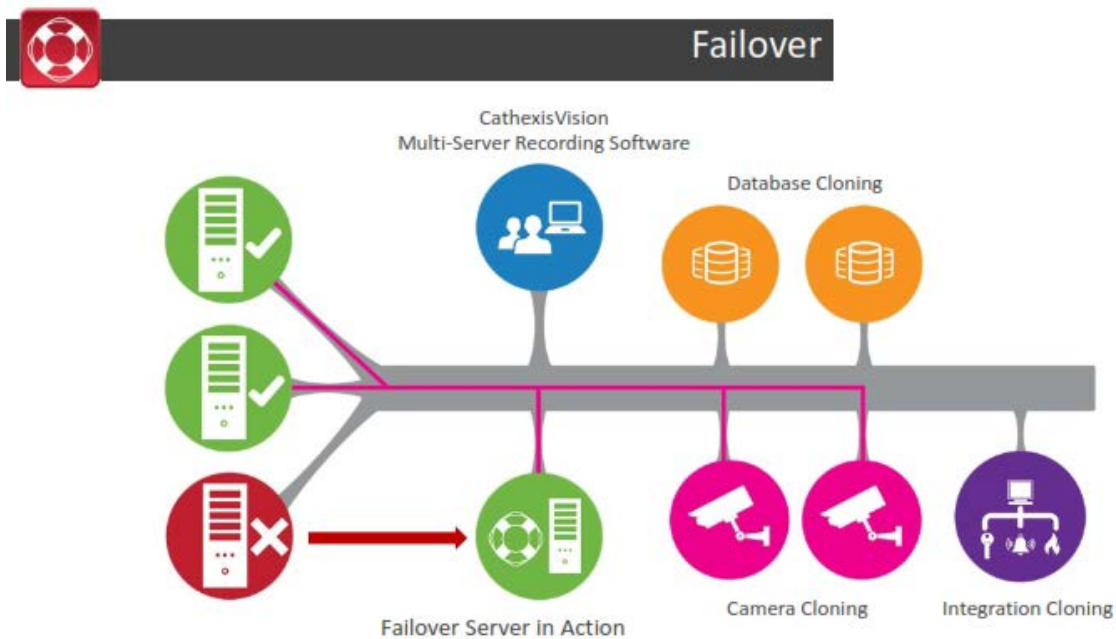 Failover
CathexisVision
Multi-Server Recording Software
Database Cloning
Failover Server in Action
Camera Cloning
Integration Cloning